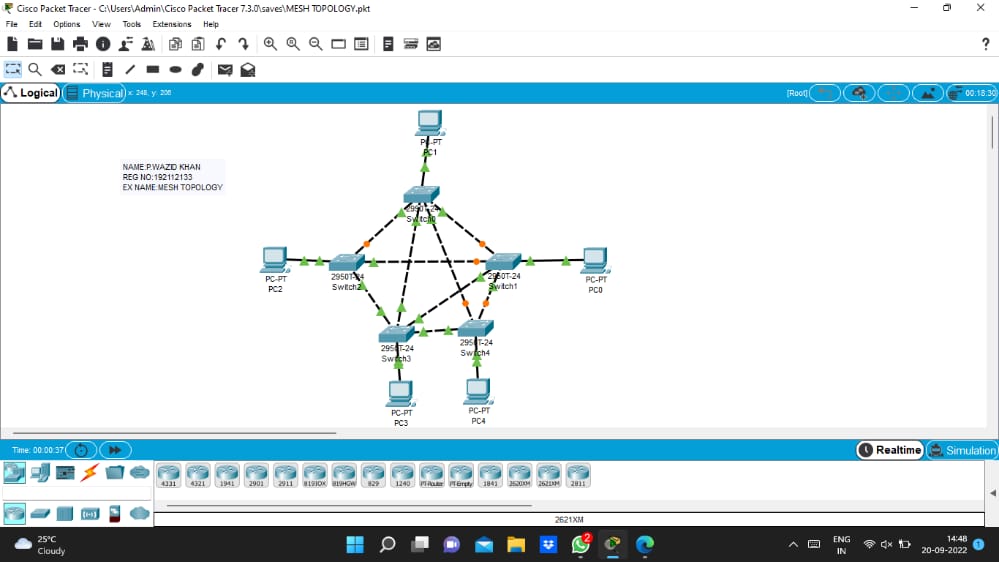 Cisco Packet Tracer - C:\Users\Admin\Cisco Packet Tracer 7.3.0\saves\MESH TOPOLOGY.pkt
File Edit Options View Tools Extensions Help
?
Logical Physical x: 248, y: 206 [Root] 00:18:30
PC-PT
PC1
NAME:P.WAZID KHAN
REG NO:192112133
EX NAME:MESH TOPOLOGY
2950T-24
Switch0
PC-PT
PC2
2950T-24
Switch2
2950T-24
Switch1
PC-PT
PC0
2950T-24
Switch3
2950T-24
Switch4
PC-PT
PC3
PC-PT
PC4
Time: 00:00:37 Realtime Simulation
4331 4321 1941 2901 2911 819IOX 819HGW 829 1240 PT-Router PT-Empty 1841 2620XM 2621XM 2811
2621XM
25°C
Cloudy
2
ENG
IN
14:48
20-09-2022
1